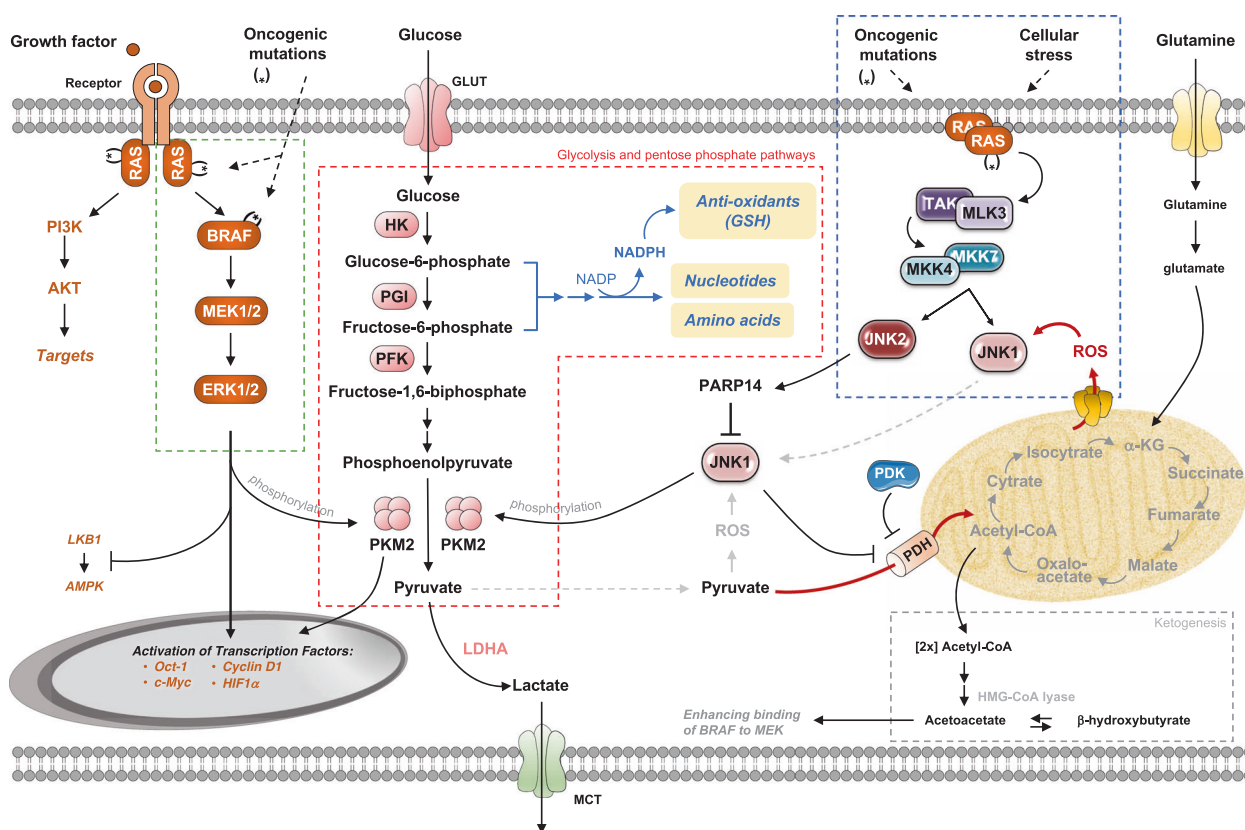 Growth factor
Receptor
Oncogenic
mutations
(*)
Glucose
GLUT
Oncogenic
mutations
(*)
Cellular
stress
Glutamine
RAS
(*)
RAS
(*)
PI3K
AKT
Targets
(*)
BRAF
MEK1/2
ERK1/2
Glycolysis and pentose phosphate pathways
Glucose
HK
Glucose-6-phosphate
PGI
Fructose-6-phosphate
PFK
Fructose-1,6-biphosphate
Phosphoenolpyruvate
PKM2
PKM2
Pyruvate
NADP
NADPH
Anti-oxidants
(GSH)
Nucleotides
Amino acids
RAS
RAS
(*)
TAK
MLK3
MKK7
MKK4
JNK2
JNK1
ROS
Glutamine
glutamate
PARP14
JNK1
phosphorylation
phosphorylation
ROS
Pyruvate
PDK
PDH
Isocytrate
α-KG
Succinate
Fumarate
Malate
Oxalo-
acetate
Acetyl-CoA
Cytrate
LKB1
AMPK
Activation of Transcription Factors:
• Oct-1 • Cyclin D1
• c-Myc • HIF1α
LDHA
Lactate
MCT
Ketogenesis
[2x] Acetyl-CoA
HMG-CoA lyase
Acetoacetate
β-hydroxybutyrate
Enhancing binding
of BRAF to MEK